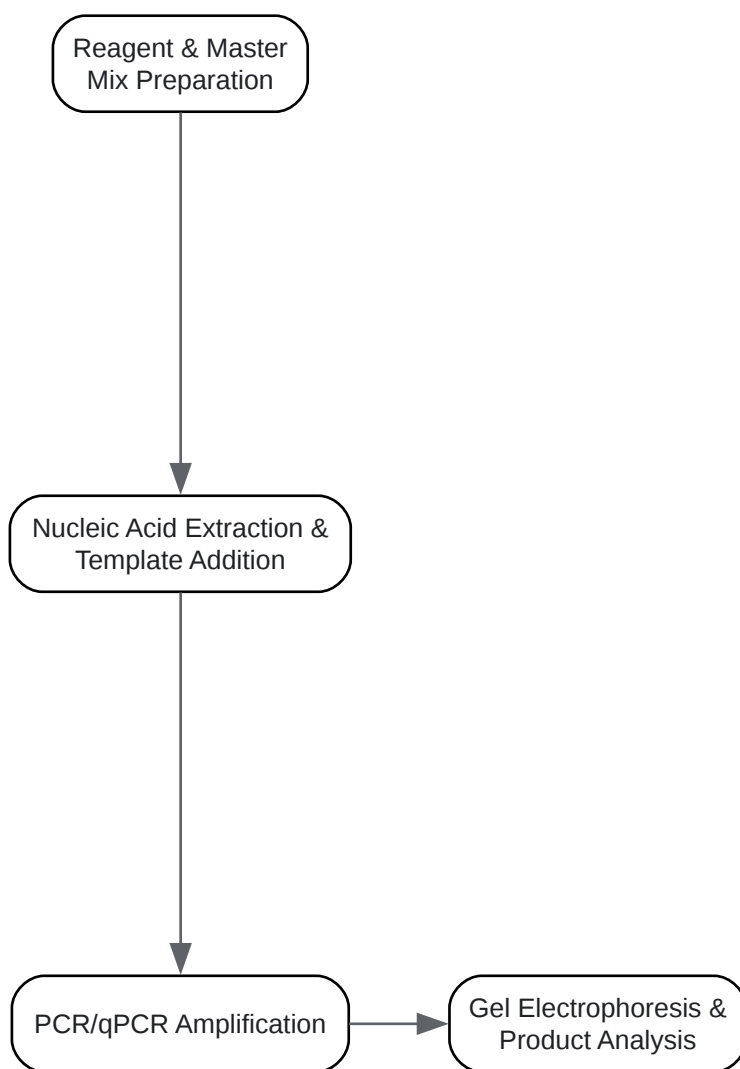 Reagent & Master
Mix Preparation
Nucleic Acid Extraction &
Template Addition
PCR/qPCR Amplification
Gel Electrophoresis &
Product Analysis